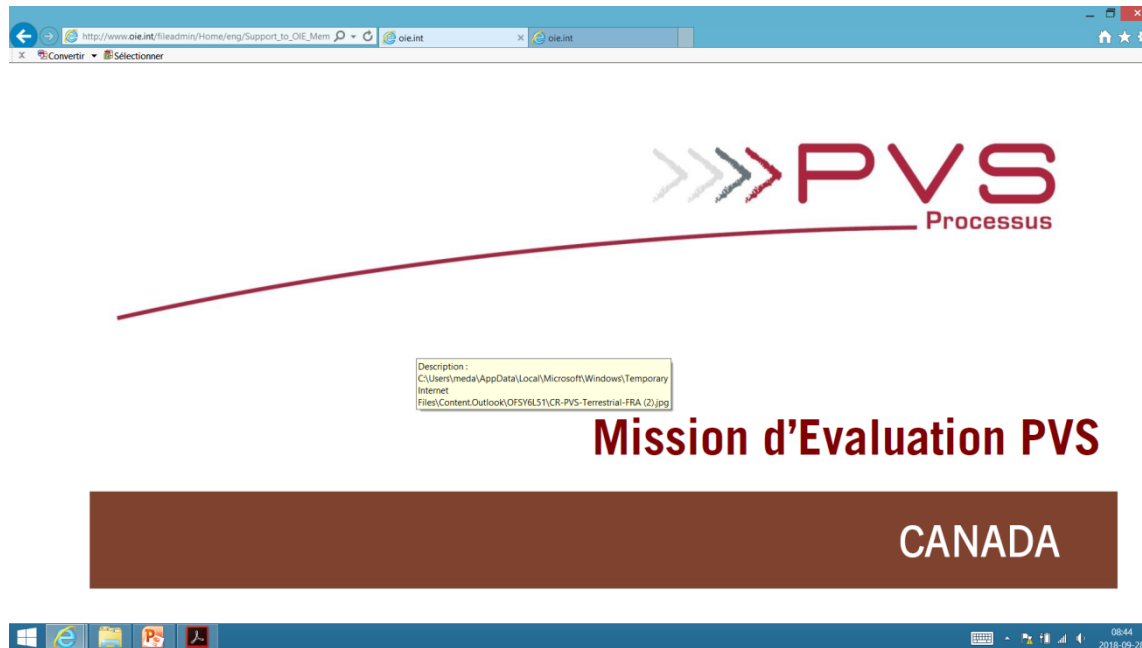 http://www.oie.int/fileadmin/Home/eng/Support_to_OIE_Mem
oie.int
oie.int
x Convertir Sélectionner
PVS
Processus
Description :
C:\Users\meda\AppData\Local\Microsoft\Windows\Temporary
Internet
Files\Content.Outlook\OFSY6L51\CR-PVS-Terrestrial-FRA (2).jpg
Mission d'Evaluation PVS
CANADA
08:44
2018-09-28